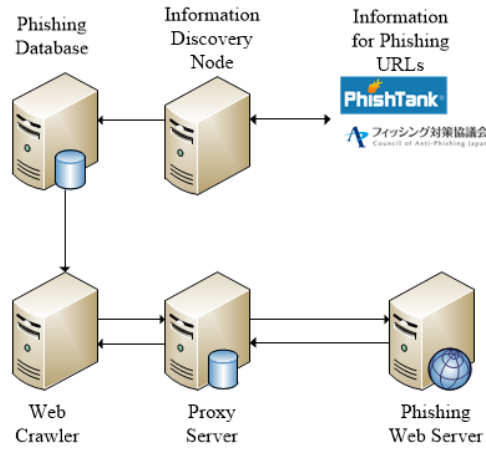 Phishing
Database
Information
Discovery
Node
Information
for Phishing
URLs
PhishTank
フィッシング対策協議会
Council of Anti-Phishing Japan
Web
Crawler
Proxy
Server
Phishing
Web Server